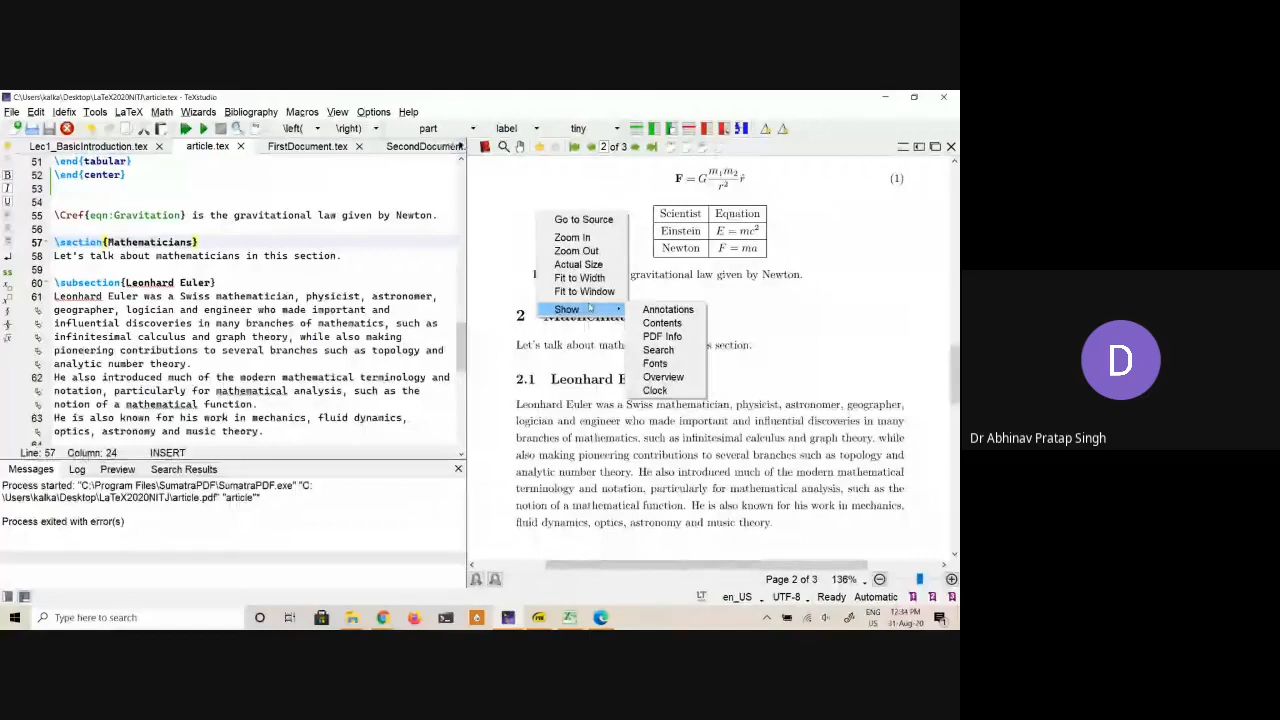 C:\Users\kalka\Desktop\LaTeX2020NITJ\article.tex - TeXstudio
File Edit Idefix Tools LaTeX Math Wizards Bibliography Macros View Options Help
\left( \right) part label tiny
Lec1_BasicIntroduction.tex article.tex FirstDocument.tex SecondDocument.
2 of 3
51 \end{tabular}
52 \end{center}
53
54
55 \Cref{eqn:Gravitation} is the gravitational law given by Newton.
56
57 \section{Mathematicians}
58 Let's talk about mathematicians in this section.
59
60 \subsection{Leonhard Euler}
61 Leonhard Euler was a Swiss mathematician, physicist, astronomer,
geographer, logician and engineer who made important and
influential discoveries in many branches of mathematics, such as
infinitesimal calculus and graph theory, while also making
pioneering contributions to several branches such as topology and
analytic number theory.
62 He also introduced much of the modern mathematical terminology and
notation, particularly for mathematical analysis, such as the
notion of a mathematical function.
63 He is also known for his work in mechanics, fluid dynamics,
optics, astronomy and music theory.
Line: 57 Column: 24 INSERT
Messages Log Preview Search Results
Process started: "C:\Program Files\SumatraPDF\SumatraPDF.exe" "C:
\Users\kalka\Desktop\LaTeX2020NITJ\article.pdf" "article"*
Process exited with error(s)
F = G m₁m₂ / r² r̂ (1)
Scientist Equation
Einstein E = mc²
Newton F = ma
gravitational law given by Newton.
2 Mathema
Let's talk about math s section.
2.1 Leonhard E
Leonhard Euler was a Swiss mathematician, physicist, astronomer, geographer,
logician and engineer who made important and influential discoveries in many
branches of mathematics, such as infinitesimal calculus and graph theory, while
also making pioneering contributions to several branches such as topology and
analytic number theory. He also introduced much of the modern mathematical
terminology and notation, particularly for mathematical analysis, such as the
notion of a mathematical function. He is also known for his work in mechanics,
fluid dynamics, optics, astronomy and music theory.
Go to Source
Zoom In
Zoom Out
Actual Size
Fit to Width
Fit to Window
Show
Annotations
Contents
PDF Info
Search
Fonts
Overview
Clock
Page 2 of 3 136%
LT en_US UTF-8 Ready Automatic
Type here to search
ENG 12:34 PM
US 31-Aug-20
D
Dr Abhinav Pratap Singh